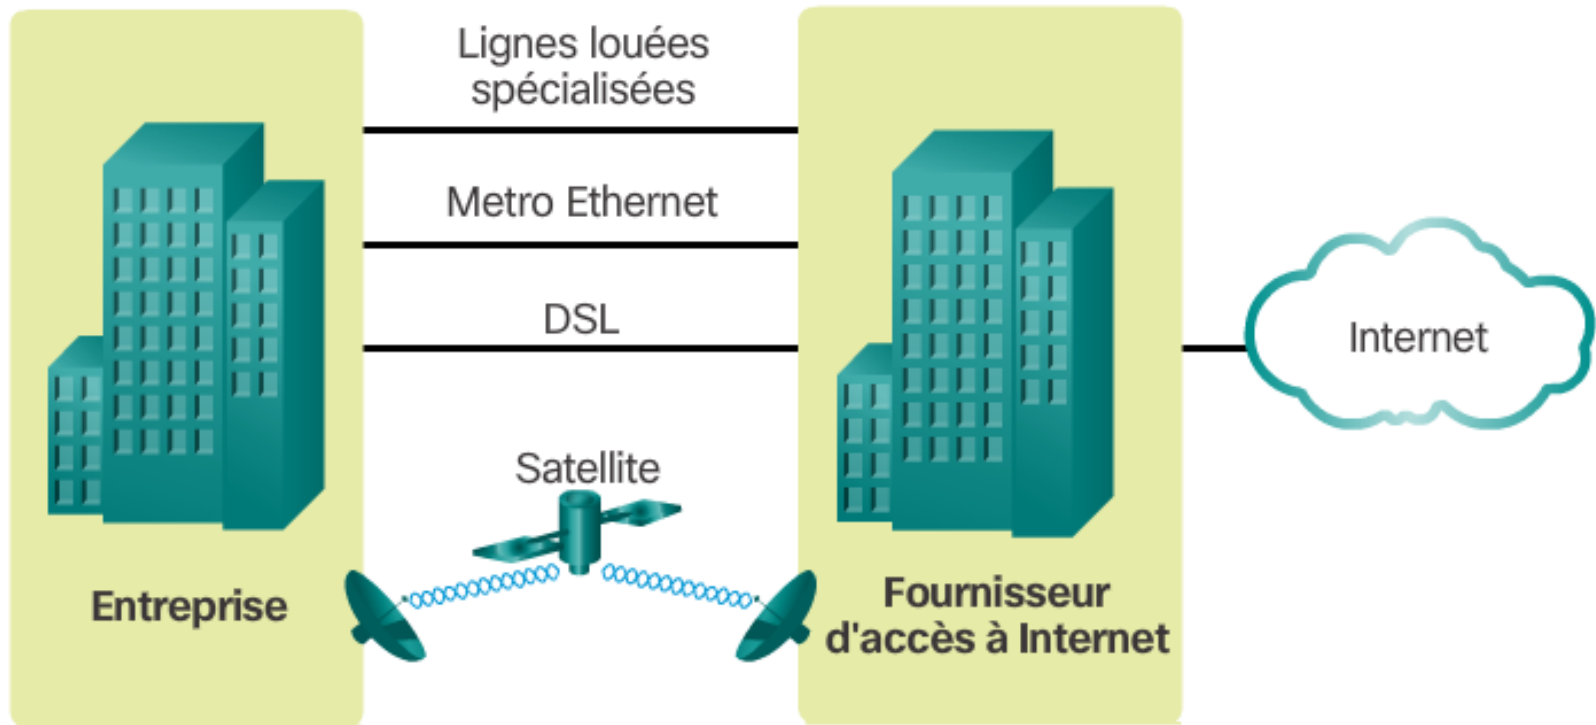 Lignes louées
spécialisées
Metro Ethernet
DSL
Internet
Satellite
Entreprise
Fournisseur
d'accès à Internet